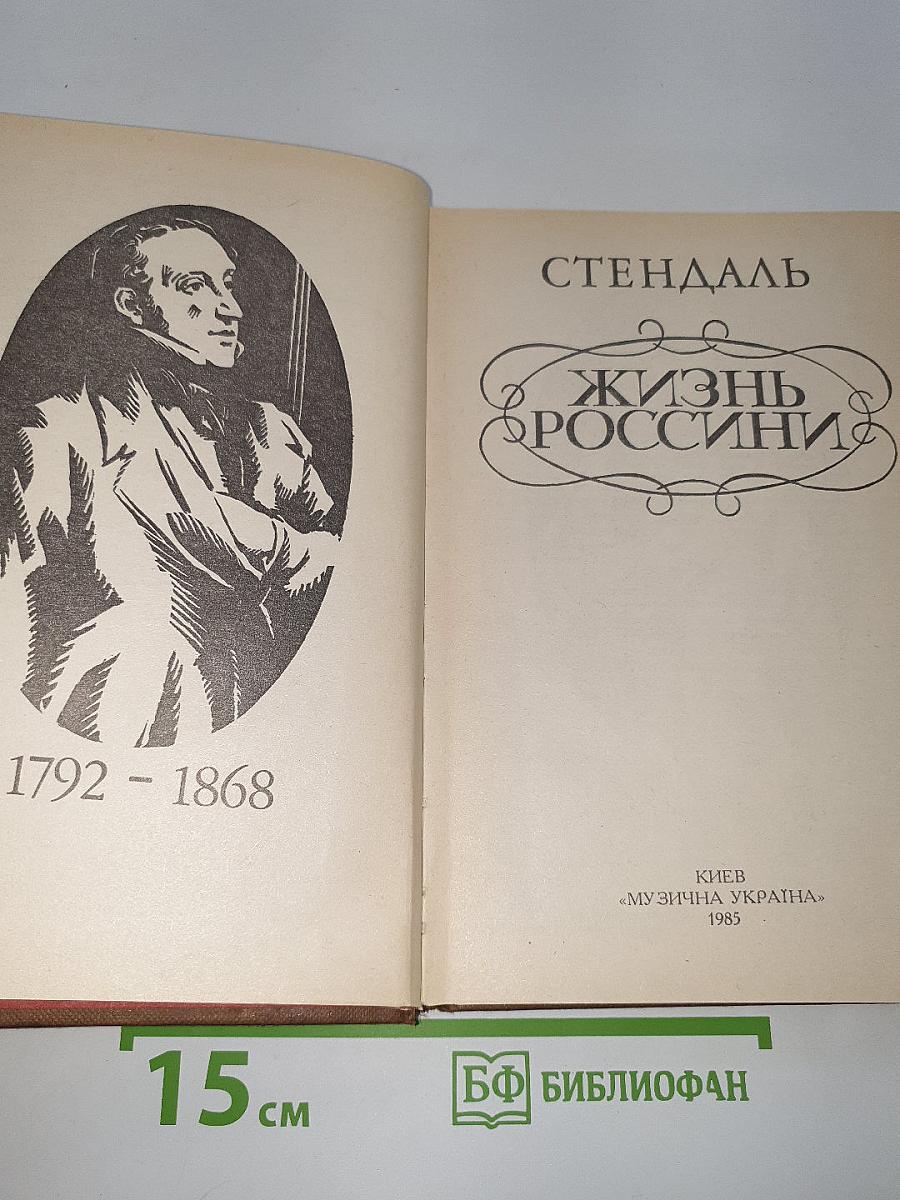 1792 - 1868
СТЕНДАЛЬ
ЖИЗНЬ
РОССИНИ
КИЕВ
«МУЗИЧНА УКРАЇНА»
1985
15 см
БФ БИБЛИОФАН